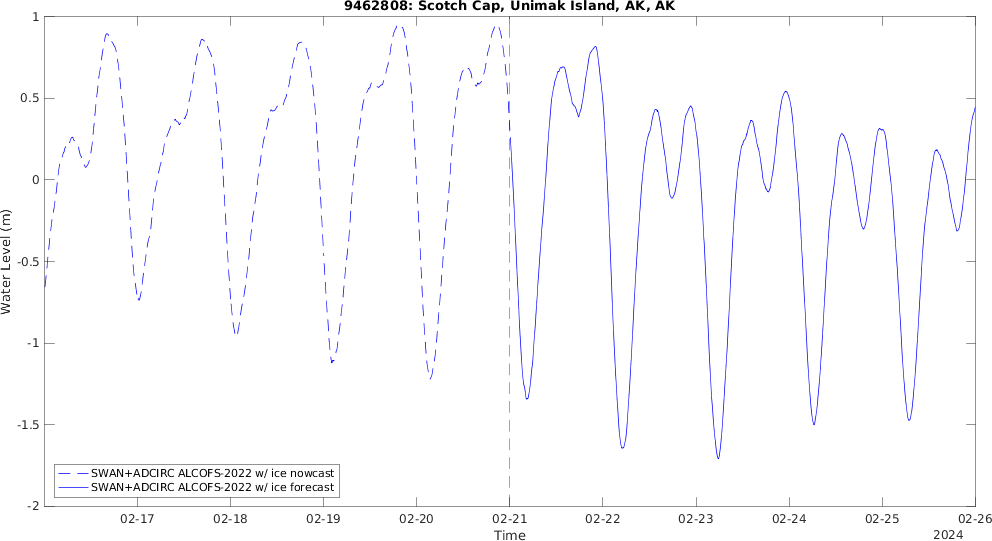 9462808: Scotch Cap, Unimak Island, AK, AK
Water Level (m)
1
0.5
0
-0.5
-1
-1.5
-2
SWAN+ADCIRC ALCOFS-2022 w/ ice nowcast
SWAN+ADCIRC ALCOFS-2022 w/ ice forecast
02-17 02-18 02-19 02-20 02-21 02-22 02-23 02-24 02-25 02-26
Time
2024